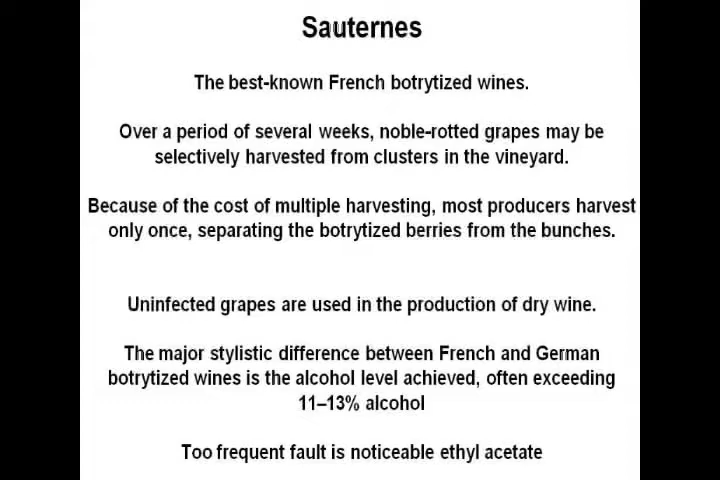 Sauternes
The best-known French botrytized wines.
Over a period of several weeks, noble-rotted grapes may be
selectively harvested from clusters in the vineyard.
Because of the cost of multiple harvesting, most producers harvest
only once, separating the botrytized berries from the bunches.
Uninfected grapes are used in the production of dry wine.
The major stylistic difference between French and German
botrytized wines is the alcohol level achieved, often exceeding
11–13% alcohol
Too frequent fault is noticeable ethyl acetate